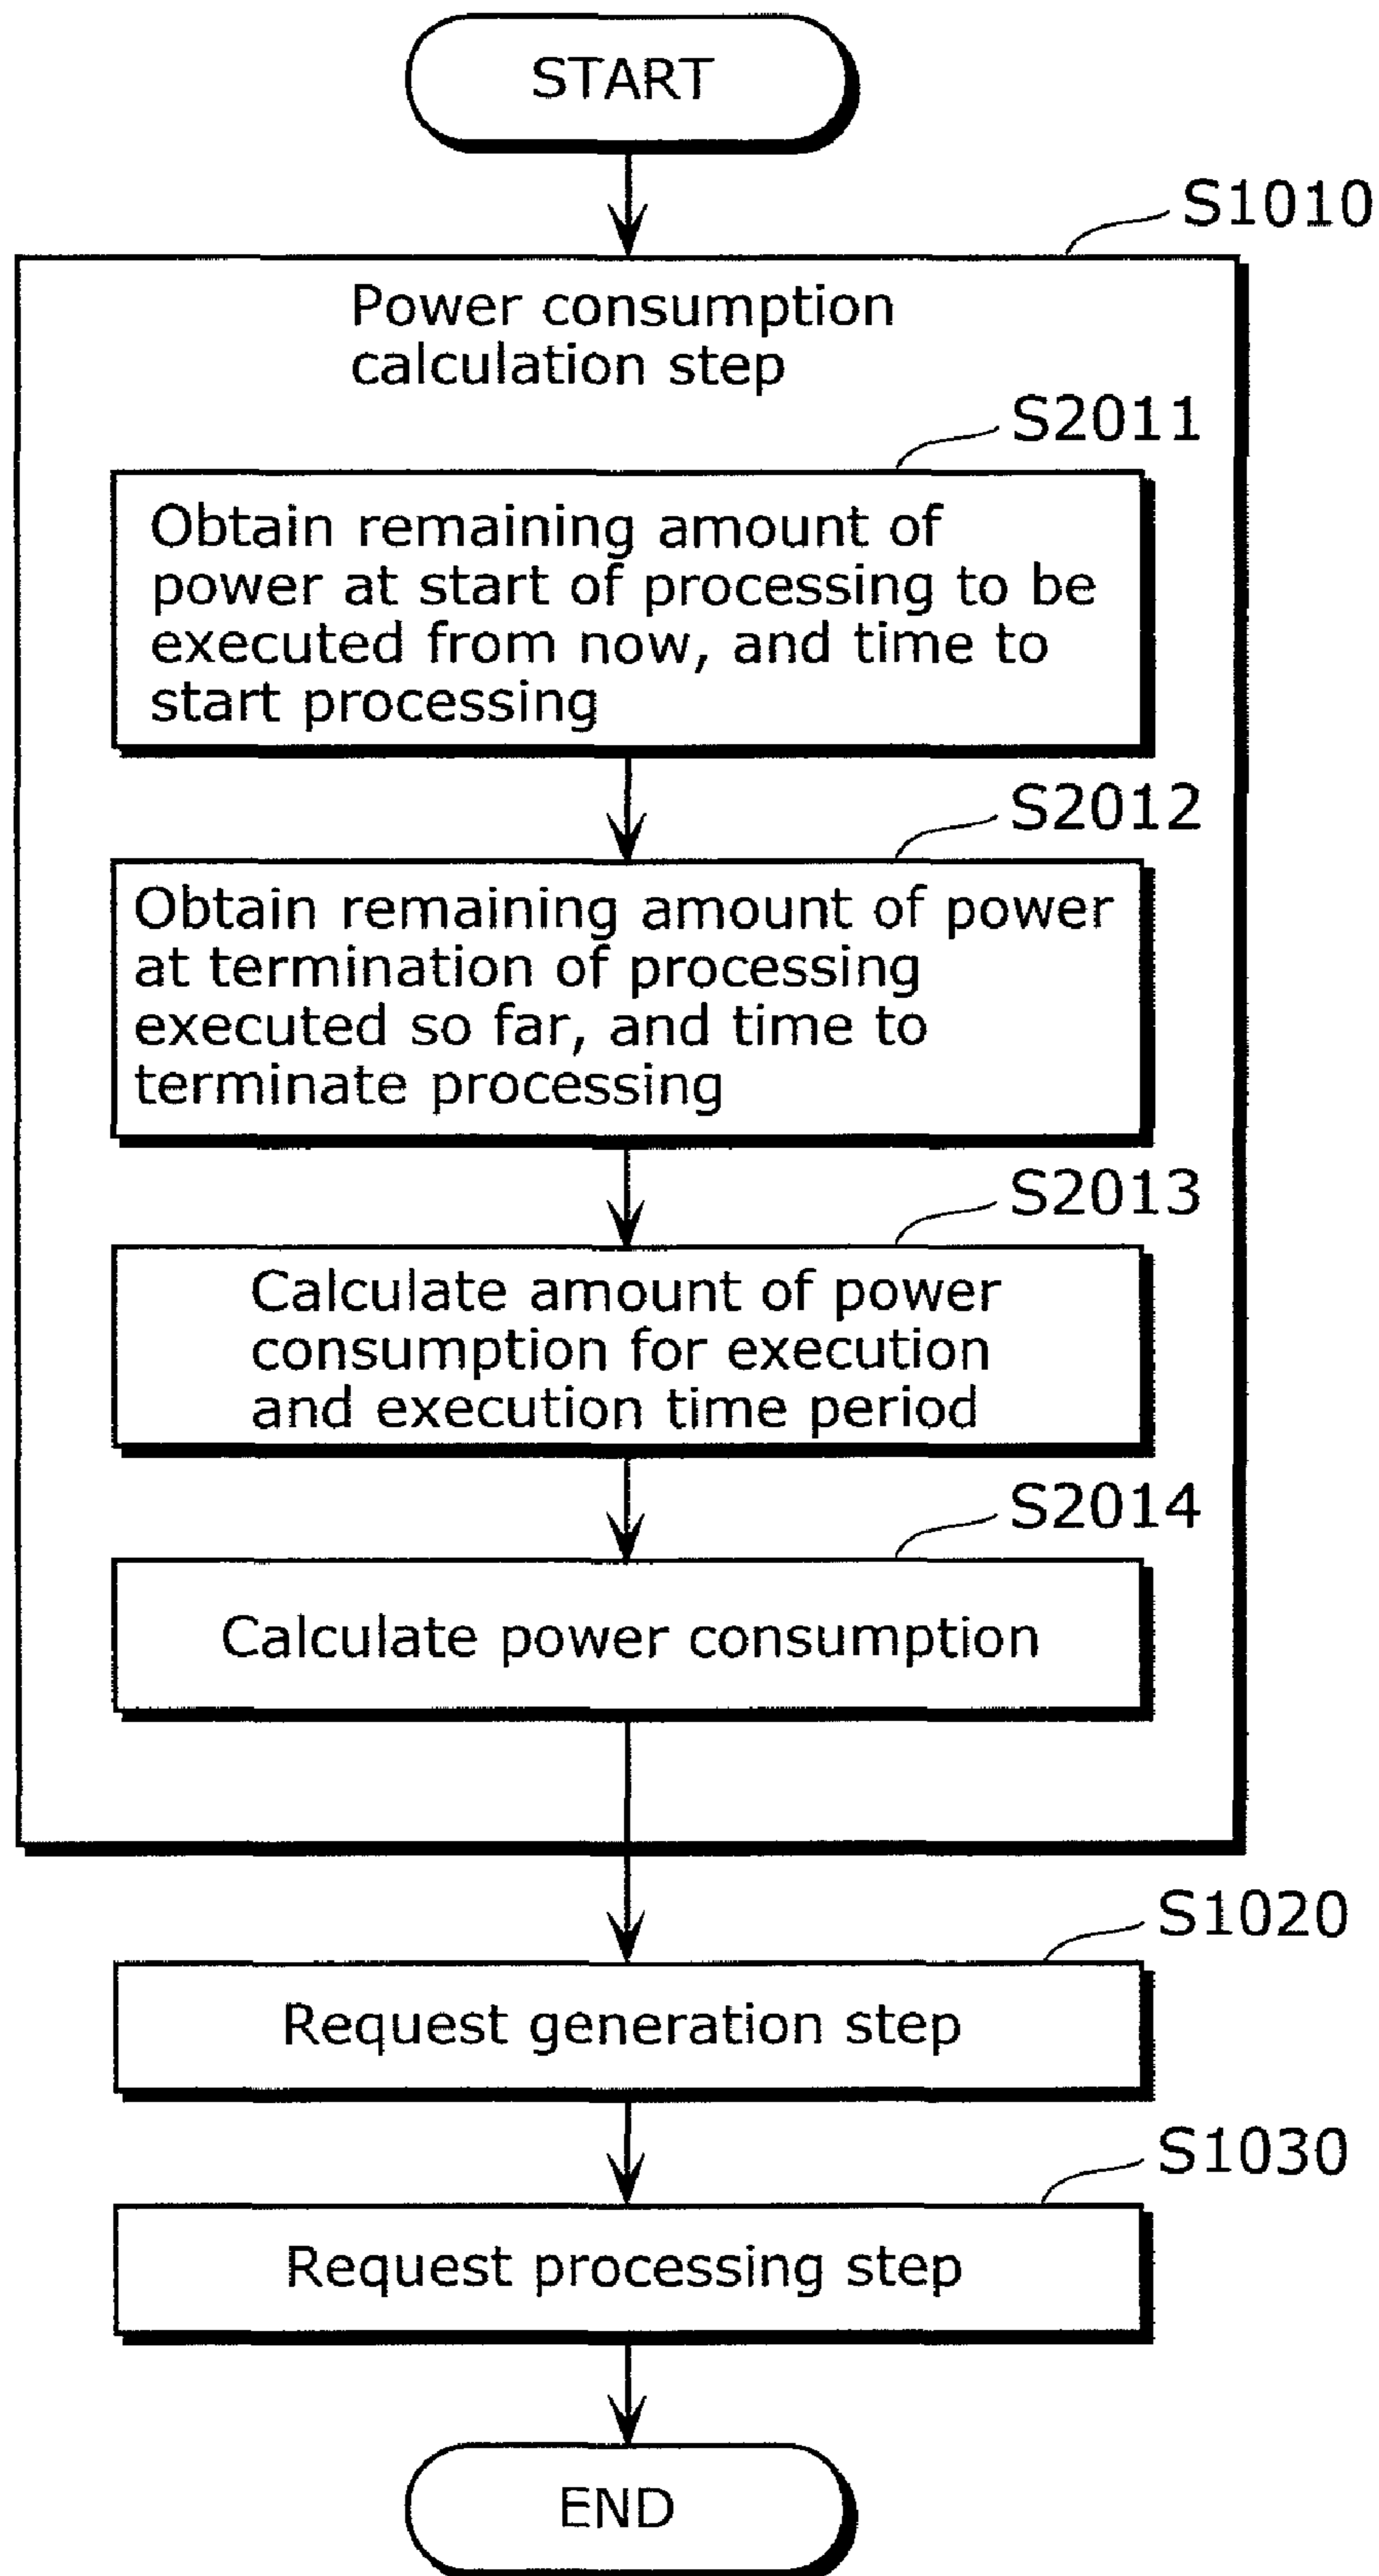 START
S1010
Power consumption
calculation step
S2011
Obtain remaining amount of
power at start of processing to be
executed from now, and time to
start processing
S2012
Obtain remaining amount of power
at termination of processing
executed so far, and time to
terminate processing
S2013
Calculate amount of power
consumption for execution
and execution time period
S2014
Calculate power consumption
S1020
Request generation step
S1030
Request processing step
END